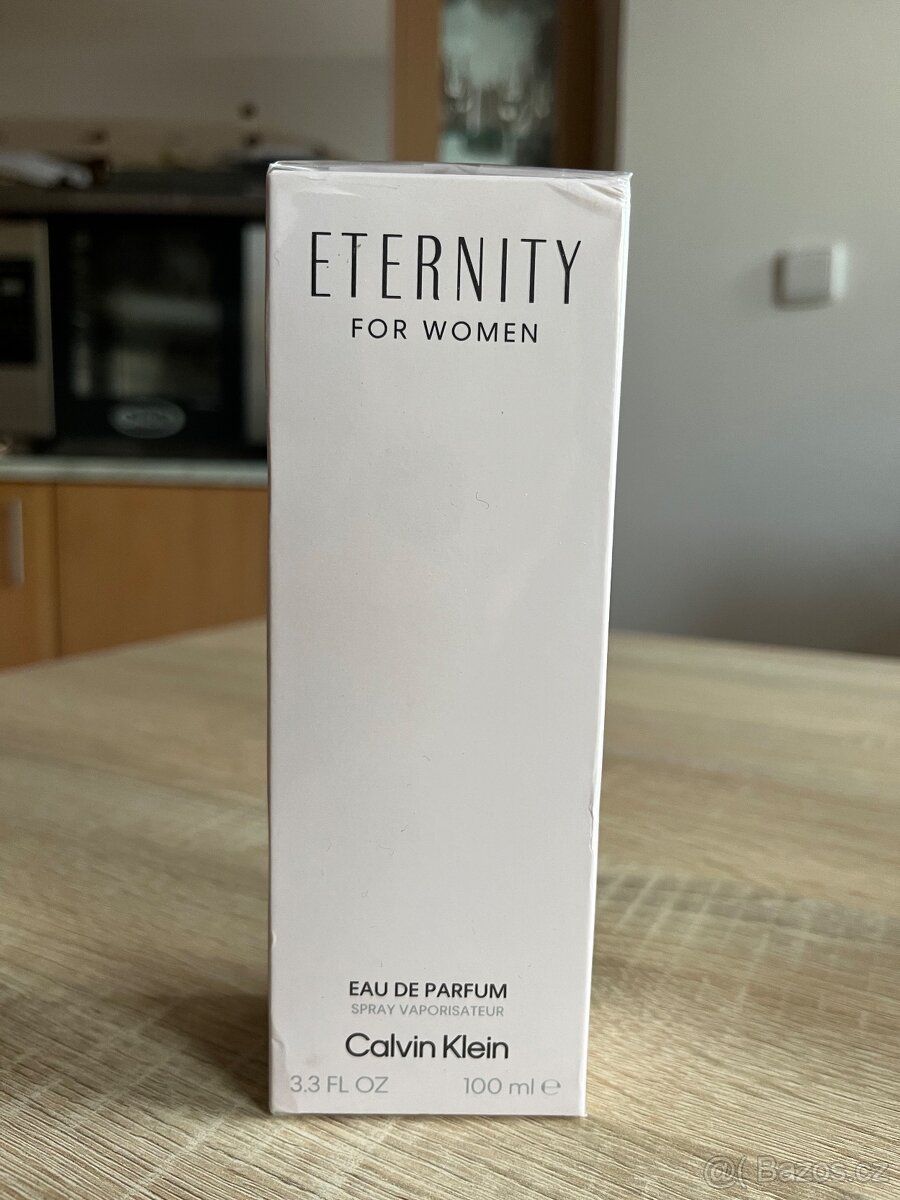 ETERNITY
FOR WOMEN
EAU DE PARFUM
SPRAY VAPORISATEUR
Calvin Klein
3.3 FL OZ 100 ml ℮
@( Bazos.cz